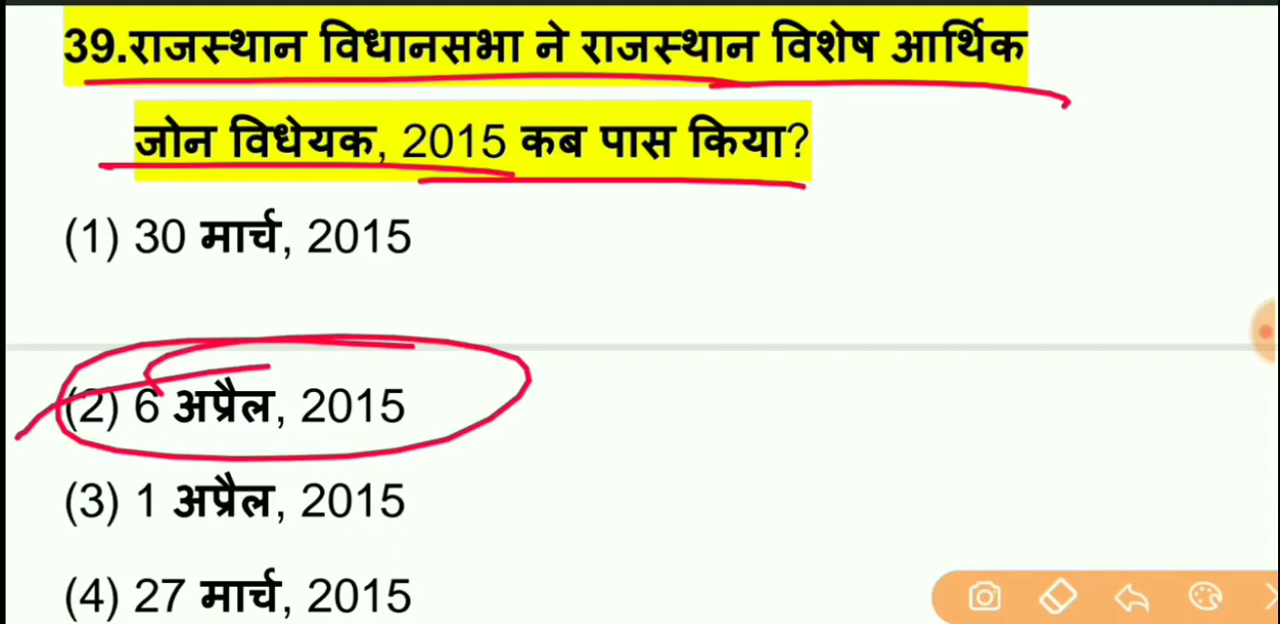 39.राजस्थान विधानसभा ने राजस्थान विशेष आर्थिक
जोन विधेयक, 2015 कब पास किया?
(1) 30 मार्च, 2015
(2) 6 अप्रैल, 2015
(3) 1 अप्रैल, 2015
(4) 27 मार्च, 2015